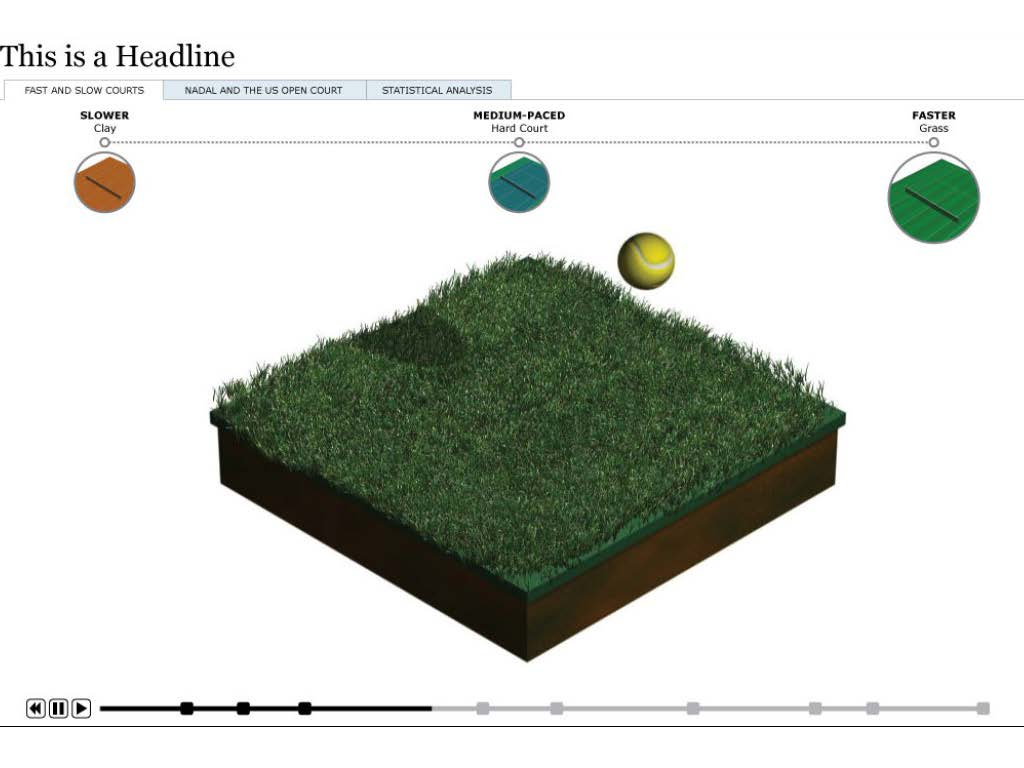 This is a Headline
FAST AND SLOW COURTS
NADAL AND THE US OPEN COURT
STATISTICAL ANALYSIS
SLOWER
Clay
MEDIUM-PACED
Hard Court
FASTER
Grass